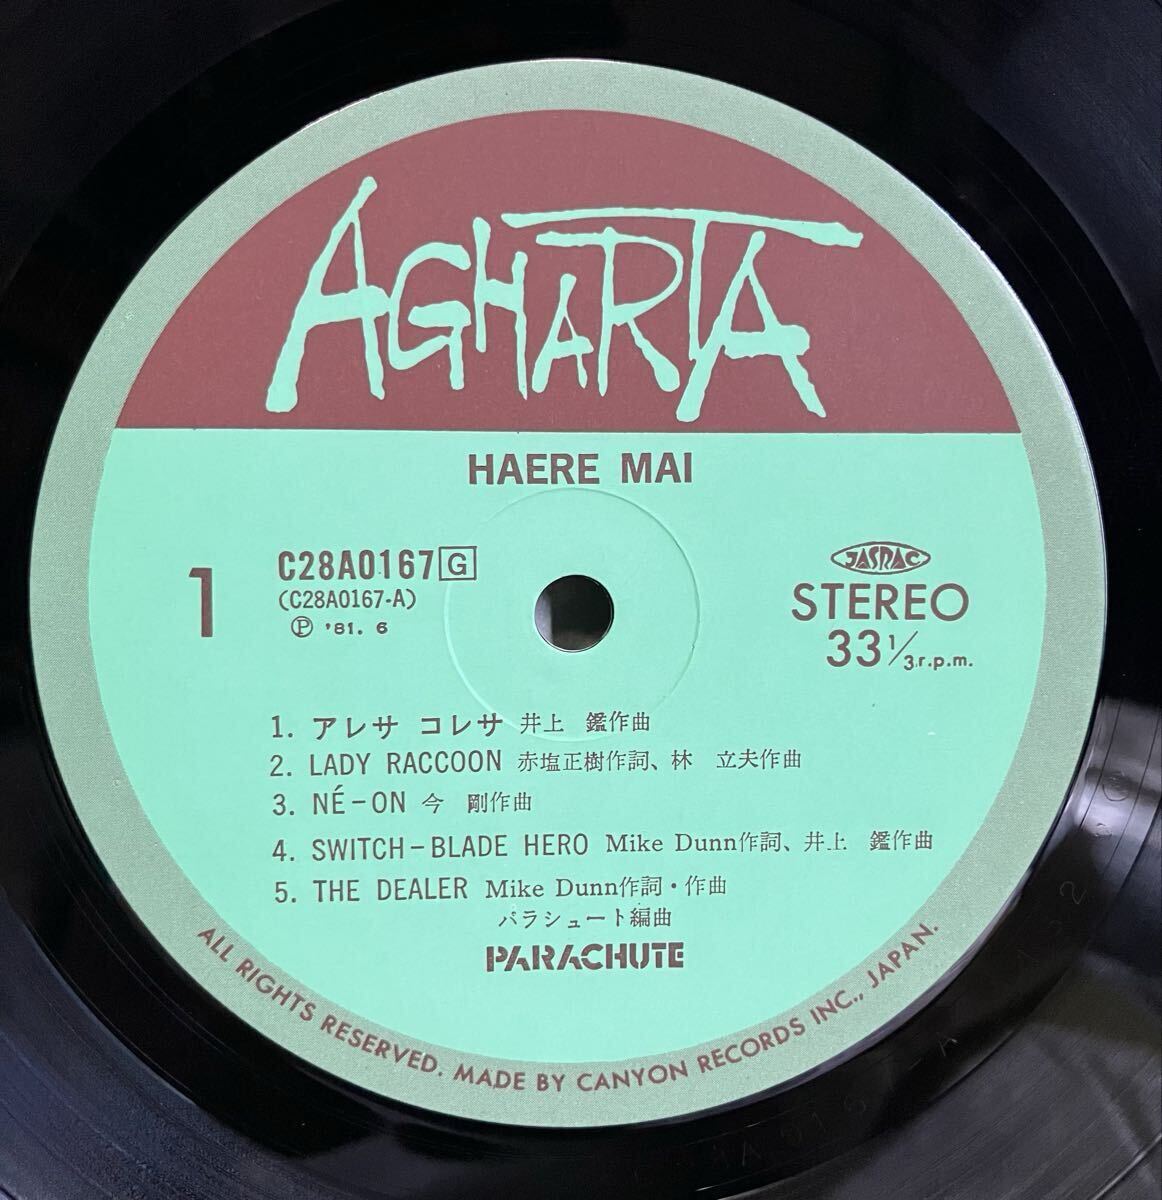 AGHARTA
HAERE MAI
1
C28A0167 G
(C28A0167-A)
Ⓟ '81. 6
JASRAC
STEREO
33 1/3 r.p.m.
1. アレサ コレサ 井上 鑑作曲
2. LADY RACCOON 赤塩正樹作詞、林 立夫作曲
3. NÉ-ON 今 剛作曲
4. SWITCH-BLADE HERO Mike Dunn作詞、井上 鑑作曲
5. THE DEALER Mike Dunn作詞・作曲
パラシュート編曲
PARACHUTE
ALL RIGHTS RESERVED. MADE BY CANYON RECORDS INC., JAPAN.